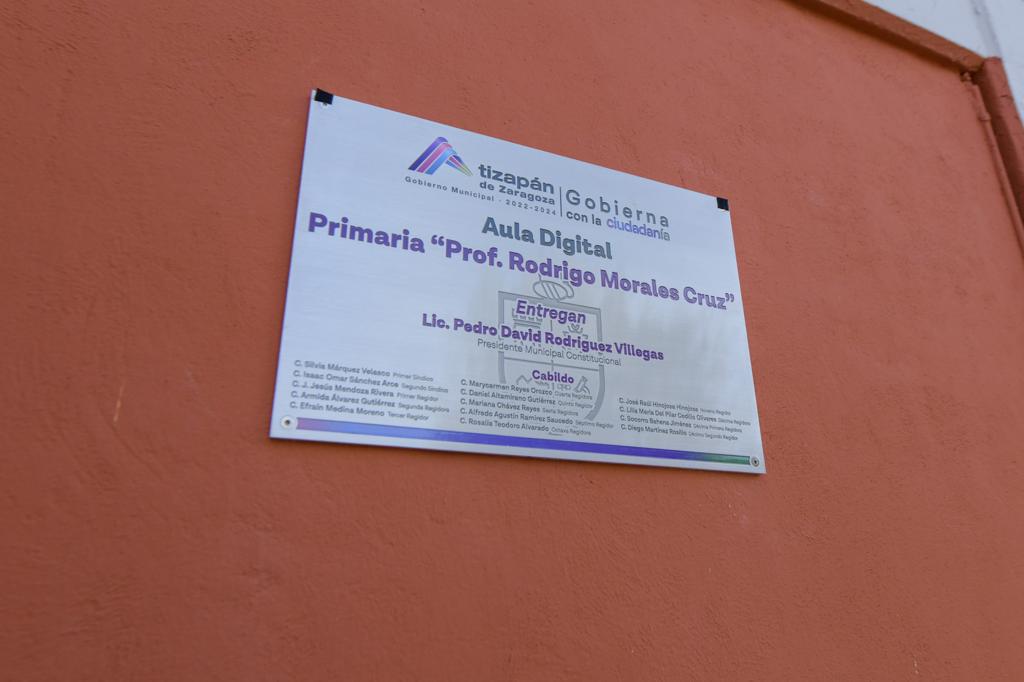 tizapán
de Zaragoza
Gobierno Municipal - 2022-2024
Gobierna
con la ciudadanía
Aula Digital
Primaria “Prof. Rodrigo Morales Cruz”
Entregan
Lic. Pedro David Rodríguez Villegas
Presidente Municipal Constitucional
Cabildo
C. Silvia Márquez Velasco Primer Síndico
C. Isaac Omar Sánchez Arce Segundo Síndico
C. J. Jesús Mendoza Rivera Primer Regidor
C. Armida Álvarez Gutiérrez Segunda Regidora
C. Efraín Medina Moreno Tercer Regidor
C. Marycarmen Reyes Orozco Cuarta Regidora
C. Daniel Altamirano Gutiérrez Quinto Regidor
C. Mariana Chávez Reyes Sexta Regidora
C. Alfredo Agustín Ramírez Saucedo Séptimo Regidor
C. Rosalía Teodoro Alvarado Octava Regidora
C. José Raúl Hinojosa Hinojosa Noveno Regidor
C. Lilia María Del Pilar Cedillo Olivares Décima Regidora
C. Socorro Bahena Jiménez Décima Primera Regidora
C. Diego Martínez Rosillo Décimo Segundo Regidor